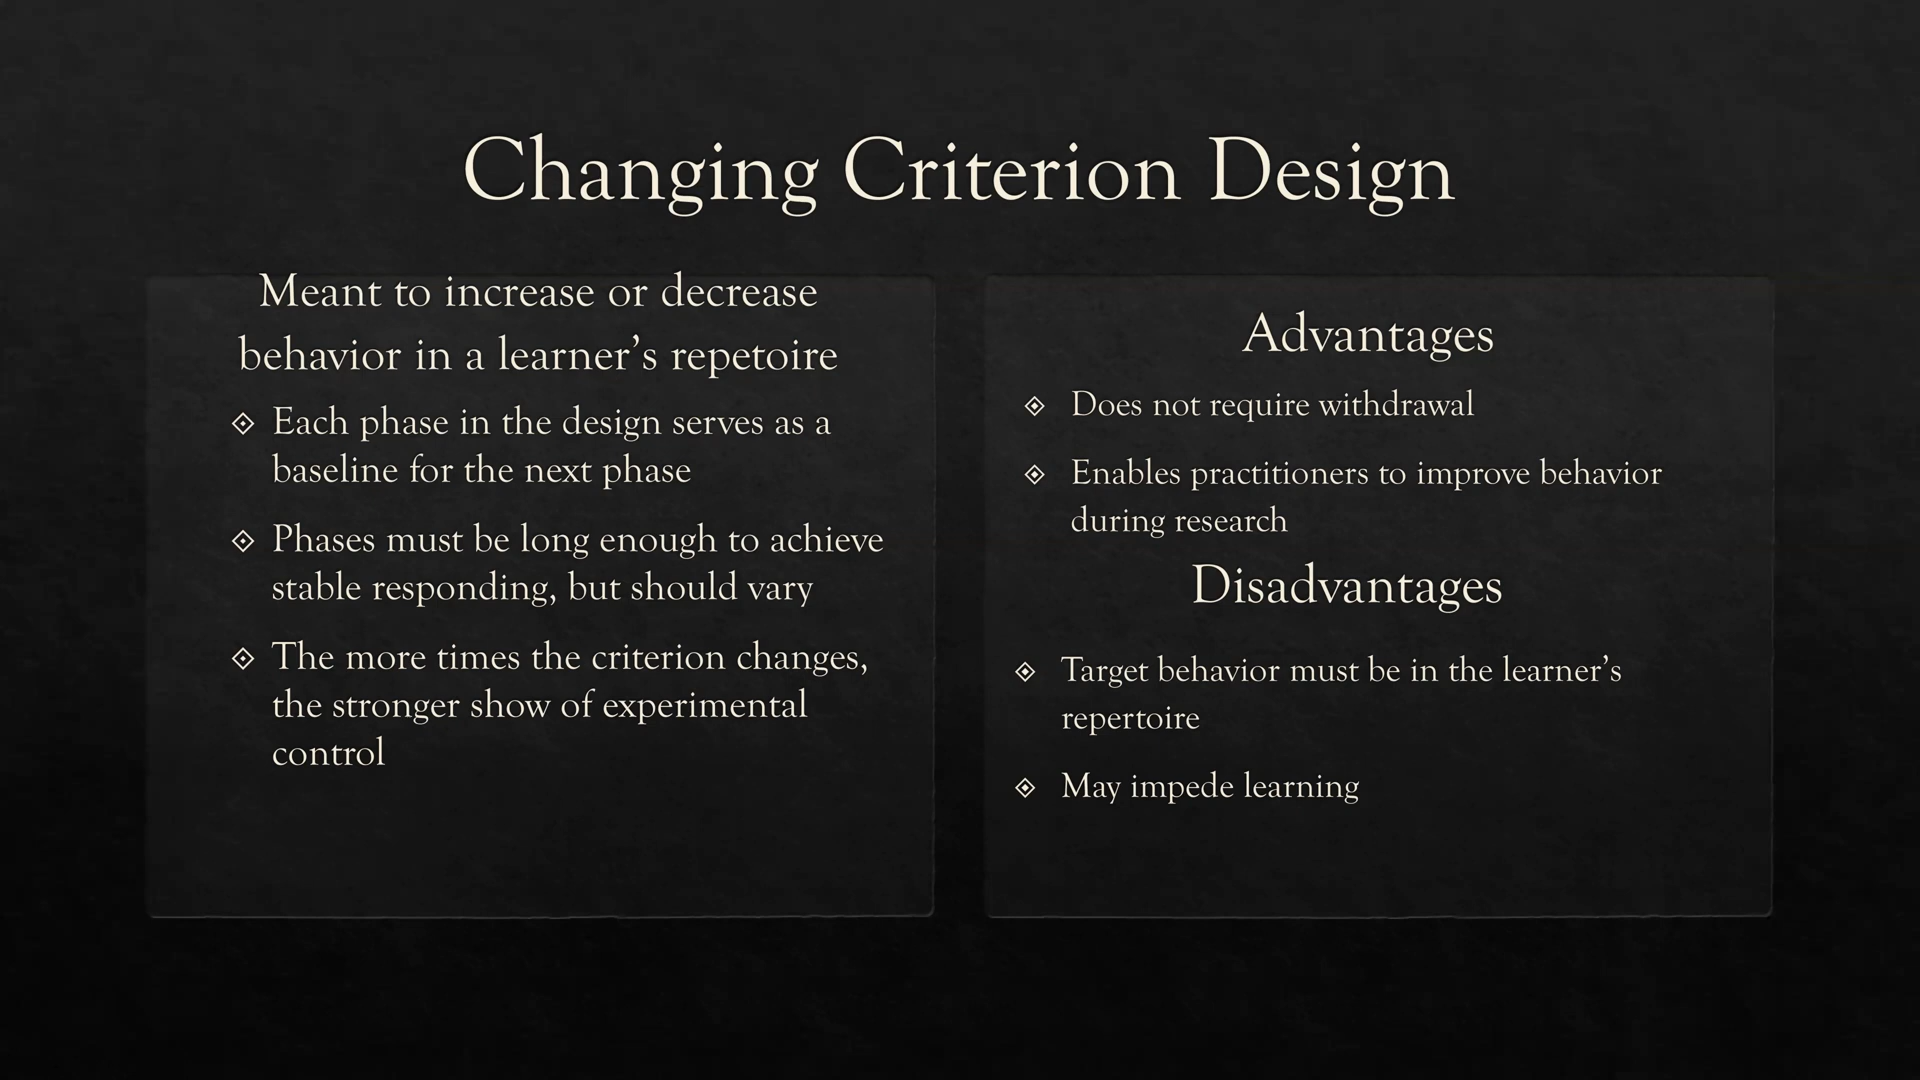 Changing Criterion Design
Meant to increase or decrease
behavior in a learner’s repetoire
Each phase in the design serves as a
baseline for the next phase
Phases must be long enough to achieve
stable responding, but should vary
The more times the criterion changes,
the stronger show of experimental
control
Advantages
Does not require withdrawal
Enables practitioners to improve behavior
during research
Disadvantages
Target behavior must be in the learner’s
repertoire
May impede learning